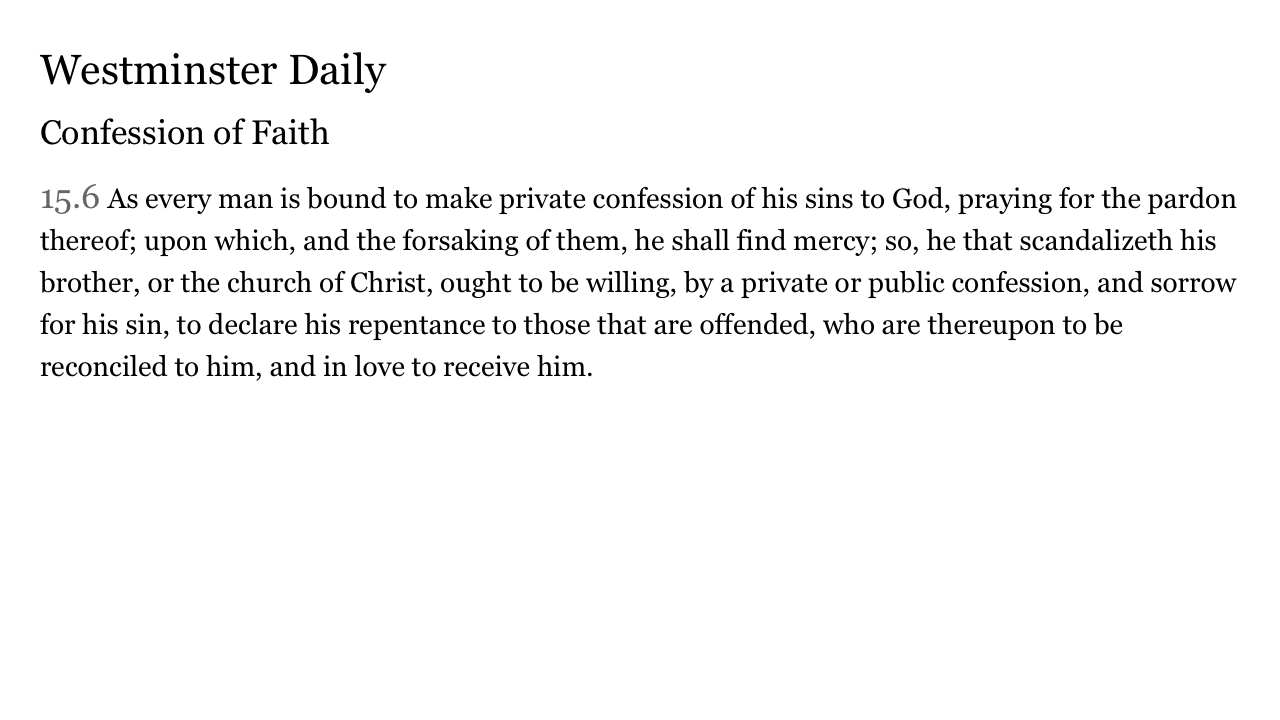 Westminster Daily
Confession of Faith
15.6 As every man is bound to make private confession of his sins to God, praying for the pardon
thereof; upon which, and the forsaking of them, he shall find mercy; so, he that scandalizeth his
brother, or the church of Christ, ought to be willing, by a private or public confession, and sorrow
for his sin, to declare his repentance to those that are offended, who are thereupon to be
reconciled to him, and in love to receive him.